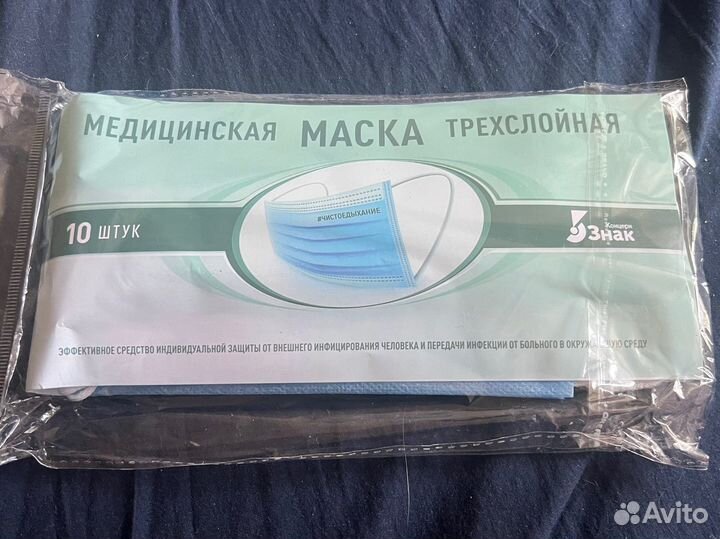 МЕДИЦИНСКАЯ МАСКА ТРЕХСЛОЙНАЯ
#ЧИСТОЕДЫХАНИЕ
10 ШТУК
Концерн
Знак
ЭФФЕКТИВНОЕ СРЕДСТВО ИНДИВИДУАЛЬНОЙ ЗАЩИТЫ ОТ ВНЕШНЕГО ИНФИЦИРОВАНИЯ ЧЕЛОВЕКА И ПЕРЕДАЧИ ИНФЕКЦИИ ОТ БОЛЬНОГО В ОКРУЖАЮЩУЮ СРЕДУ
Avito